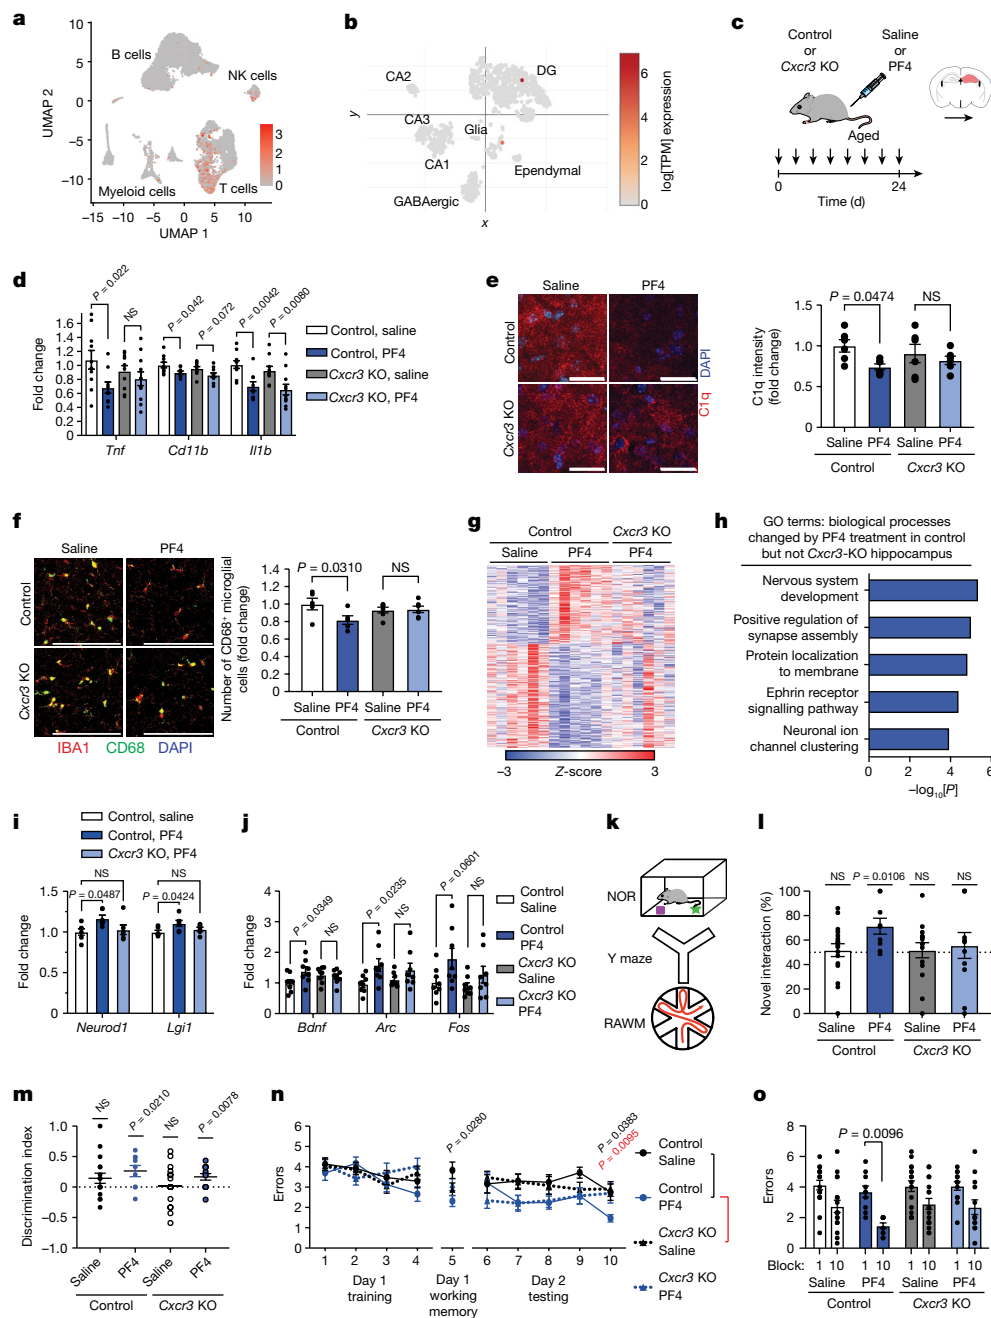 a
UMAP 2
10
5
0
−5
−10
B cells
NK cells
Myeloid cells
T cells
3
2
1
0
−15 −10 −5 0 5 10
UMAP 1
b
CA2
DG
CA3
Glia
CA1
Ependymal
GABAergic
y
x
6
4
2
0
log[TPM] expression
c
Control
or
Cxcr3 KO
Saline
or
PF4
Aged
0 24
Time (d)
d
P = 0.022
NS
P = 0.042
P = 0.072
P = 0.0042
P = 0.0080
Fold change
1.6
1.4
1.2
1.0
0.8
0.6
0.4
0.2
0
Tnf Cd11b Il1b
Control, saline
Control, PF4
Cxcr3 KO, saline
Cxcr3 KO, PF4
e
Saline PF4
Control
Cxcr3 KO
C1q DAPI
C1q intensity
(fold change)
1.5
1.0
0.5
0
P = 0.0474
NS
Saline PF4 Saline PF4
Control Cxcr3 KO
f
Saline PF4
Control
Cxcr3 KO
IBA1 CD68 DAPI
Number of CD68+ microglial
cells (fold change)
1.4
1.2
1.0
0.8
0.6
0.4
0.2
0
P = 0.0310
NS
Saline PF4 Saline PF4
Control Cxcr3 KO
g
Control Cxcr3 KO
Saline PF4 PF4
−3 Z-score 3
h
GO terms: biological processes
changed by PF4 treatment in control
but not Cxcr3-KO hippocampus
Nervous system
development
Positive regulation of
synapse assembly
Protein localization
to membrane
Ephrin receptor
signalling pathway
Neuronal ion
channel clustering
0 2 4 6
−log10[P]
i
Control, saline
Control, PF4
Cxcr3 KO, PF4
NS
P = 0.0487
NS
P = 0.0424
Fold change
1.5
1.0
0.5
0
Neurod1 Lgi1
j
P = 0.0349
NS
P = 0.0235
NS
P = 0.0601
NS
Fold change
4
3
2
1
0
Bdnf Arc Fos
Control
Saline
Control
PF4
Cxcr3 KO
Saline
Cxcr3 KO
PF4
k
NOR
Y maze
RAWM
l
Novel interaction (%)
100
80
60
40
20
0
NS P = 0.0106 NS NS
Saline PF4 Saline PF4
Control Cxcr3 KO
m
Discrimination index
1.0
0.5
0
−0.5
−1.0
NS
P = 0.0210
NS
P = 0.0078
Saline PF4 Saline PF4
Control Cxcr3 KO
n
Errors
6
5
4
3
2
1
0
P = 0.0280
P = 0.0383
P = 0.0095
1 2 3 4 5 6 7 8 9 10
Day 1
training
Day 1
working
memory
Day 2
testing
Control
Saline
Control
PF4
Cxcr3 KO
Saline
Cxcr3 KO
PF4
o
Errors
8
6
4
2
0
P = 0.0096
Block: 1 10 1 10 1 10 1 10
Saline PF4 Saline PF4
Control Cxcr3 KO